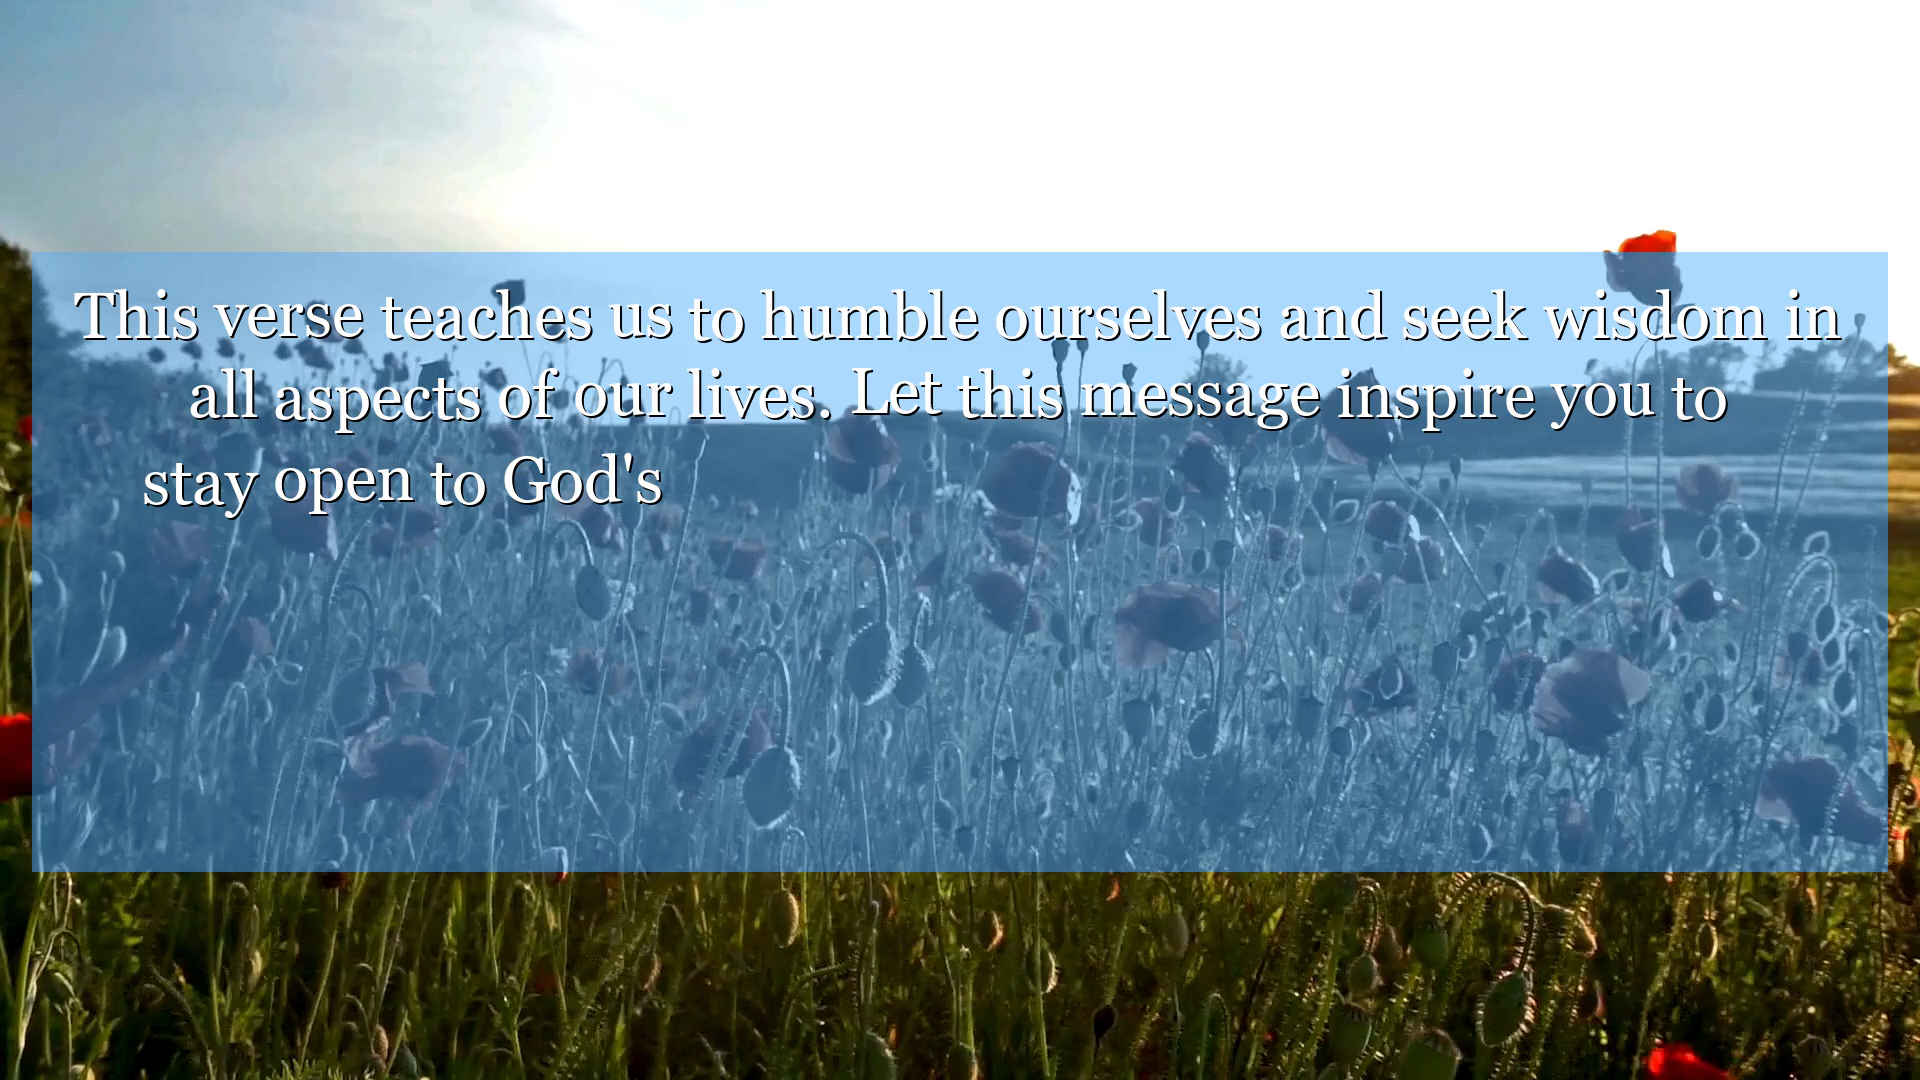 This verse teaches us to humble ourselves and seek wisdom in
all aspects of our lives. Let this message inspire you to
stay open to God's